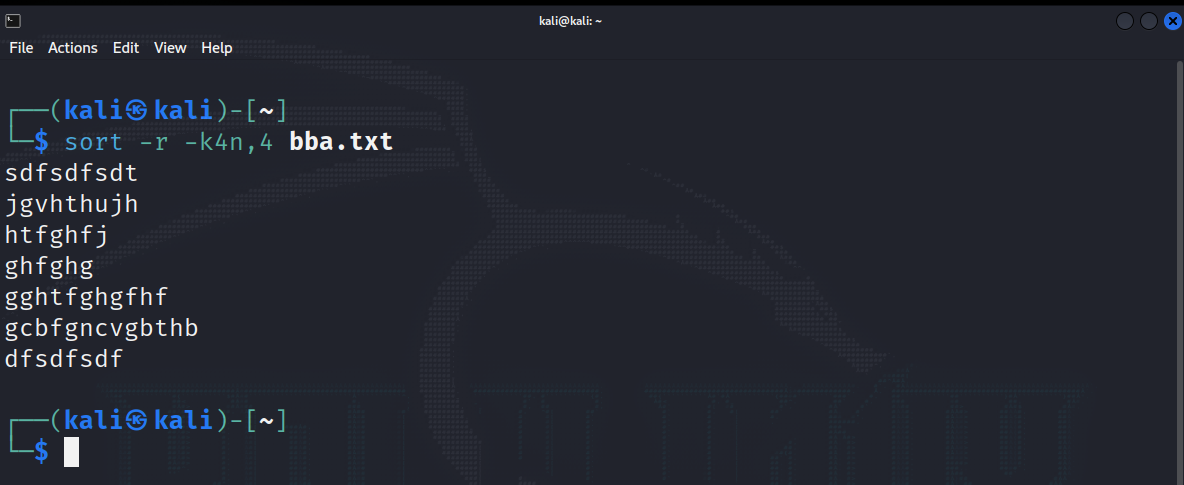 kali@kali: ~
File Actions Edit View Help
┌──(kali㉿kali)-[~]
└─$ sort -r -k4n,4 bba.txt
sdfsdfsdt
jgvhthujh
htfghfj
ghfghg
gghtfghgfhf
gcbfgncvgbthb
dfsdfsdf
┌──(kali㉿kali)-[~]
└─$